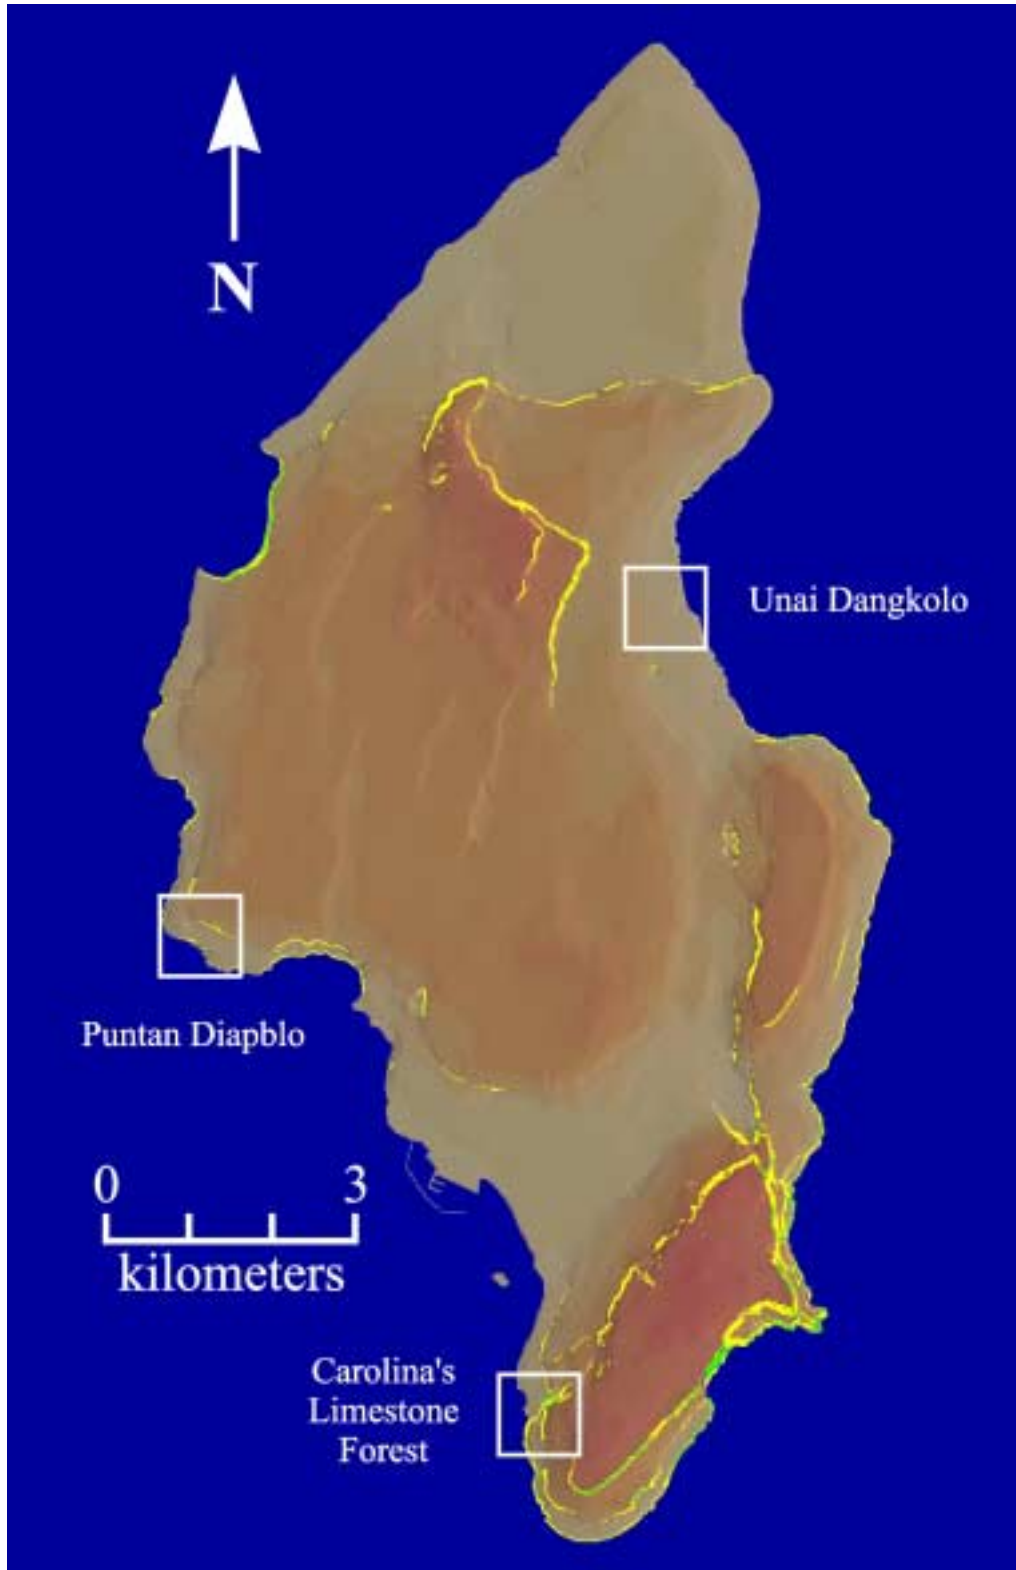 N
Unai Dangkolo
Puntan Diapblo
0 3
kilometers
Carolina's
Limestone
Forest